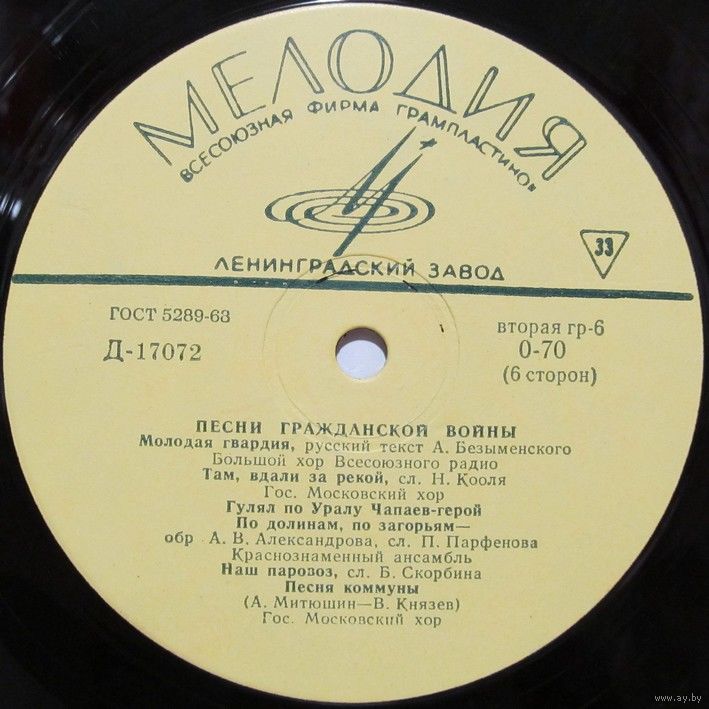 МЕЛОДИЯ
ВСЕСОЮЗНАЯ ФИРМА ГРАМПЛАСТИНОК
ЛЕНИНГРАДСКИЙ ЗАВОД
33
ГОСТ 5289-63
Д-17072
вторая гр-6
0-70
(6 сторон)
ПЕСНИ ГРАЖДАНСКОЙ ВОЙНЫ
Молодая гвардия, русский текст А. Безыменского
Большой хор Всесоюзного радио
Там, вдали за рекой, сл. Н. Кооля
Гос. Московский хор
Гулял по Уралу Чапаев-герой
По долинам, по загорьям—
обр А. В. Александрова, сл. П. Парфенова
Краснознаменный ансамбль
Наш паровоз, сл. Б. Скорбина
Песня коммуны
(А. Митюшин—В. Князев)
Гос. Московский хор
www.ay.by